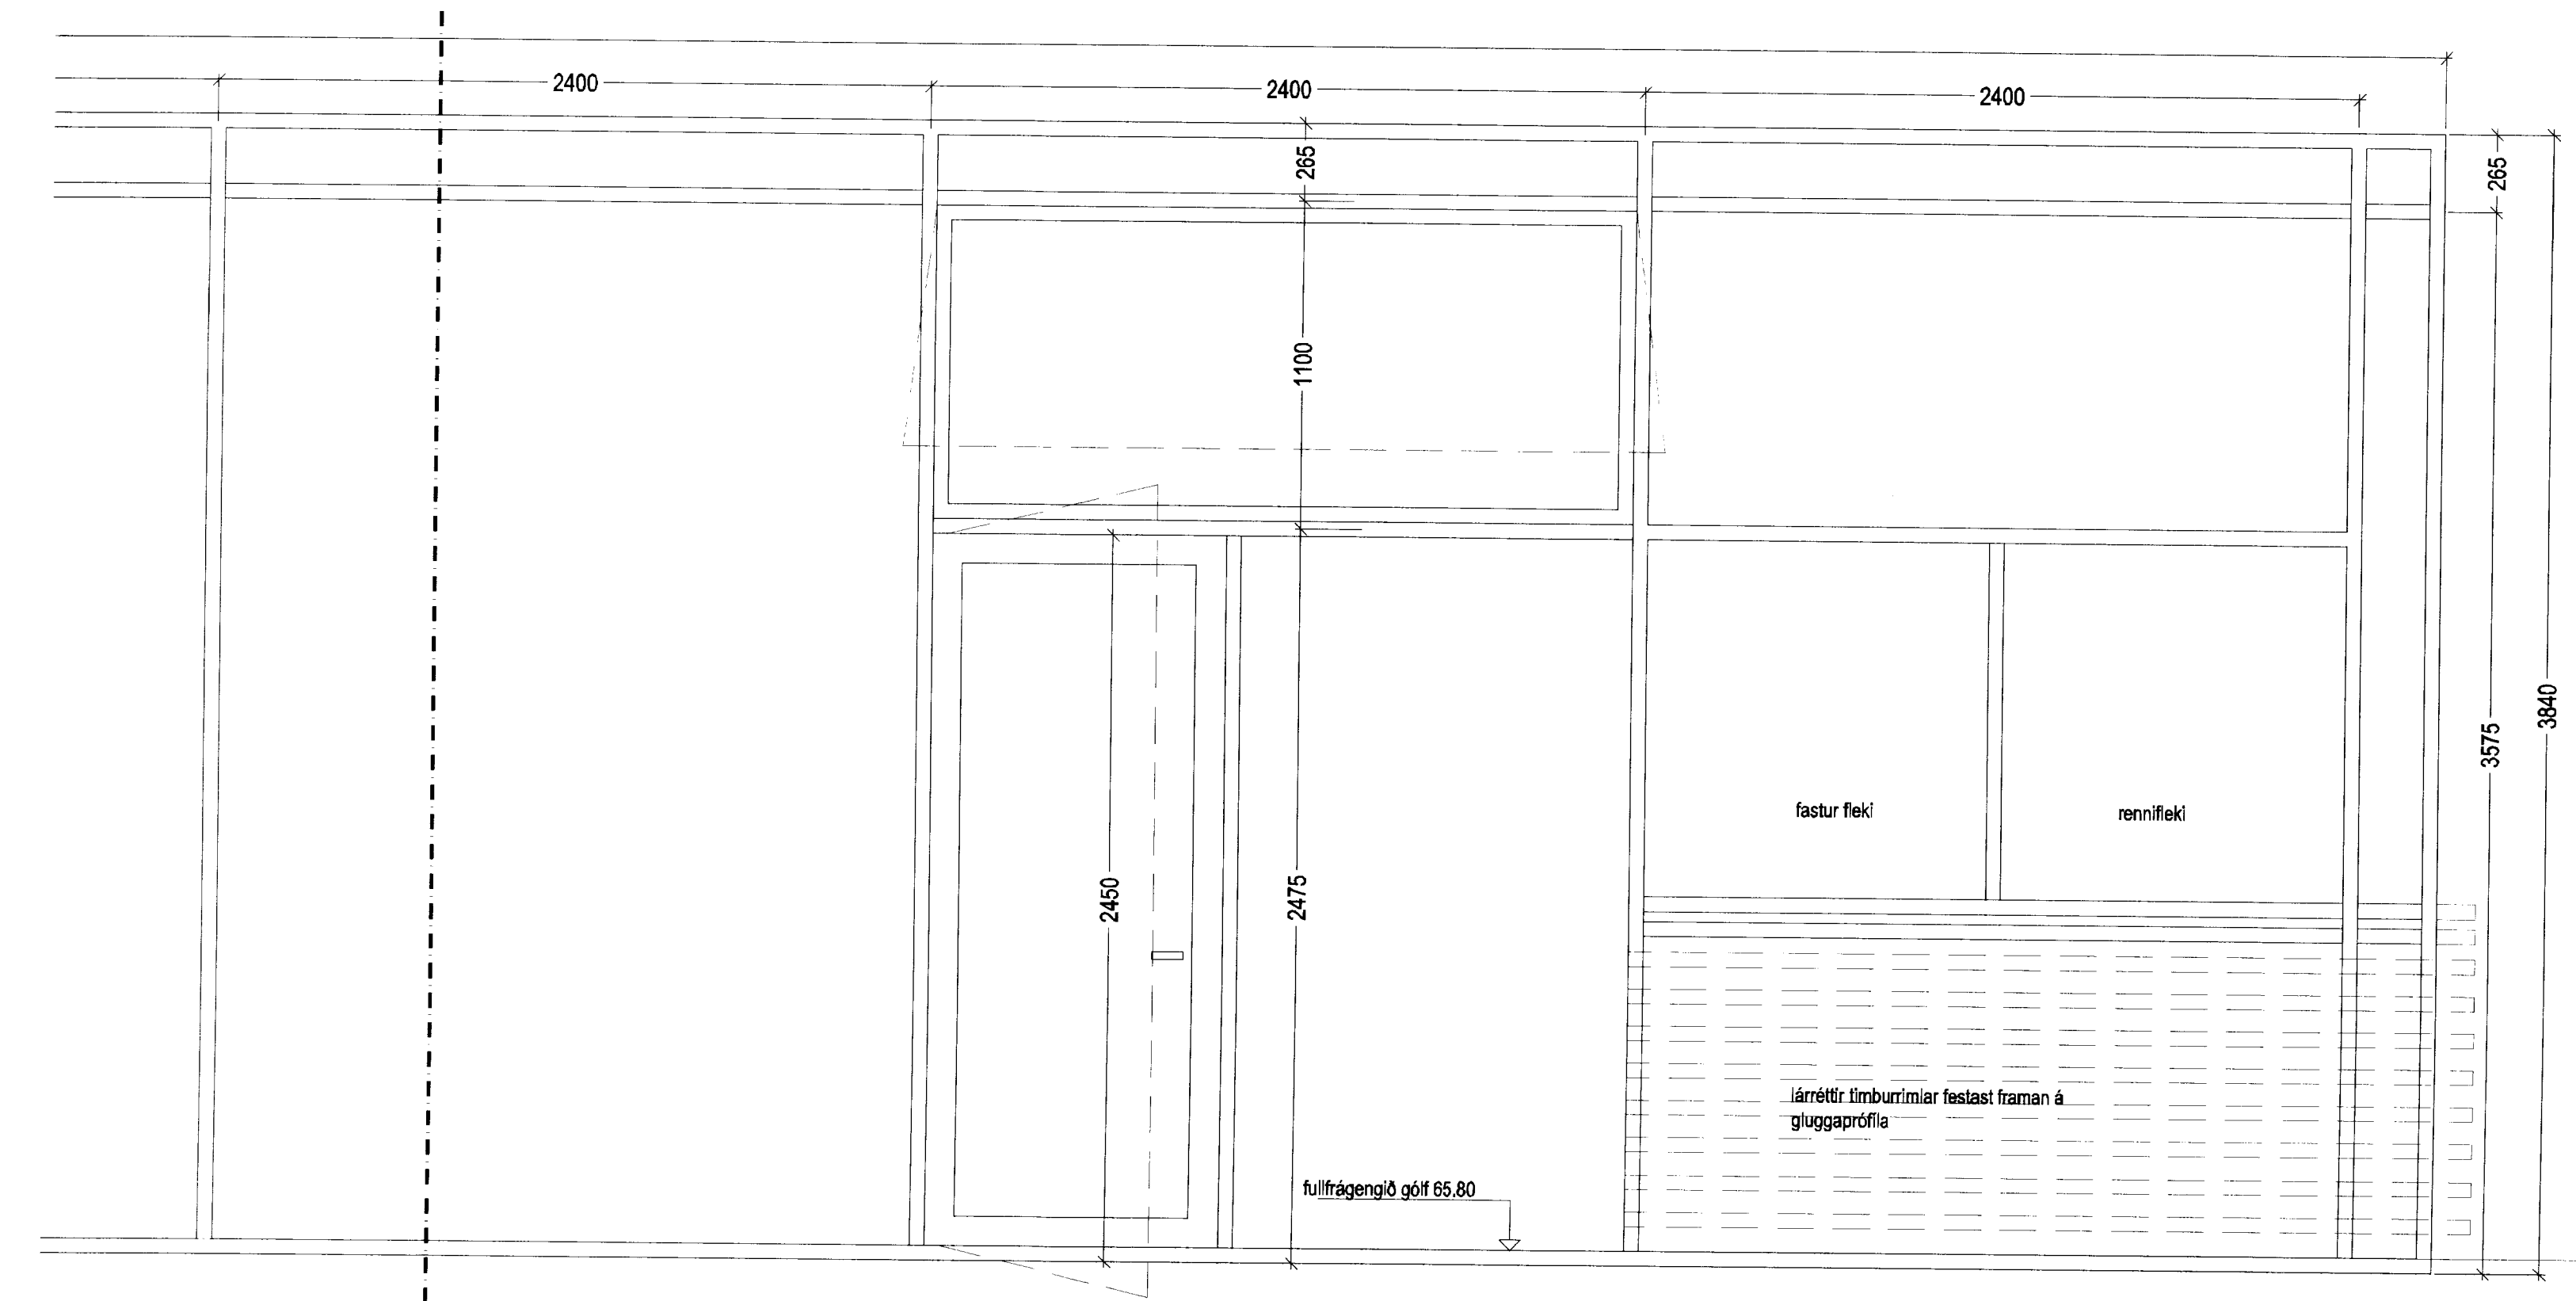 2400
2400
2400
265
265
1100
3840
3575
fastur fleki
rennifleki
2450
2475
lárréttir timburrimlar festast framan á
gluggaprófíla
fullfrágengið gólf 65.80